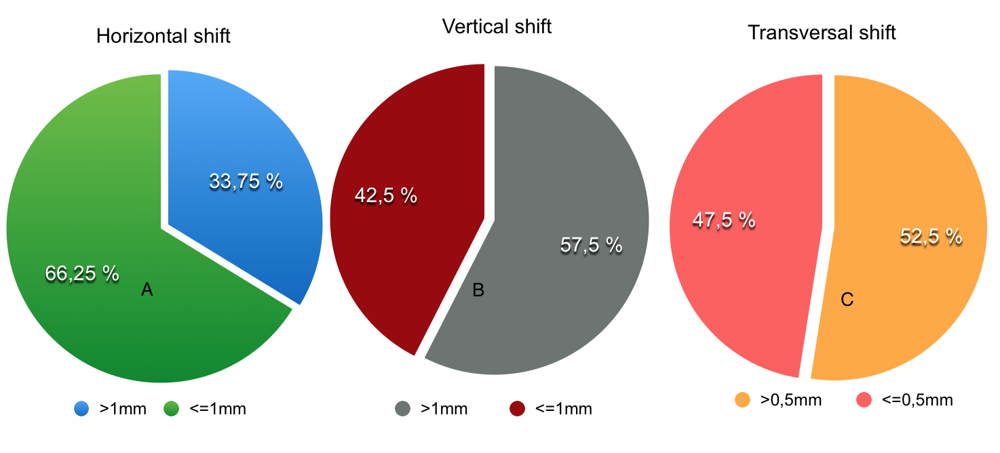 Horizontal shift
33,75 %
66,25 %
A
>1mm
<=1mm
Vertical shift
42,5 %
57,5 %
B
>1mm
<=1mm
Transversal shift
47,5 %
52,5 %
C
>0,5mm
<=0,5mm